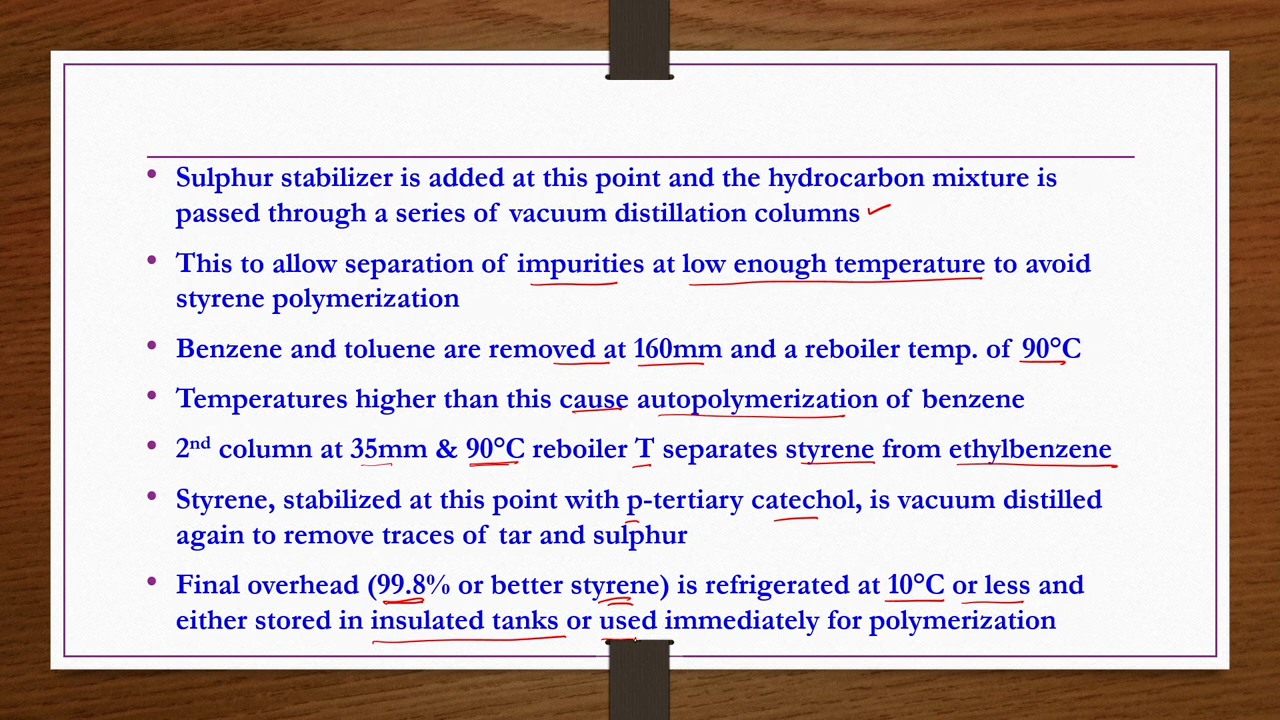 • Sulphur stabilizer is added at this point and the hydrocarbon mixture is
passed through a series of vacuum distillation columns
• This to allow separation of impurities at low enough temperature to avoid
styrene polymerization
• Benzene and toluene are removed at 160mm and a reboiler temp. of 90°C
• Temperatures higher than this cause autopolymerization of benzene
• 2nd column at 35mm & 90°C reboiler T separates styrene from ethylbenzene
• Styrene, stabilized at this point with p-tertiary catechol, is vacuum distilled
again to remove traces of tar and sulphur
• Final overhead (99.8% or better styrene) is refrigerated at 10°C or less and
either stored in insulated tanks or used immediately for polymerization